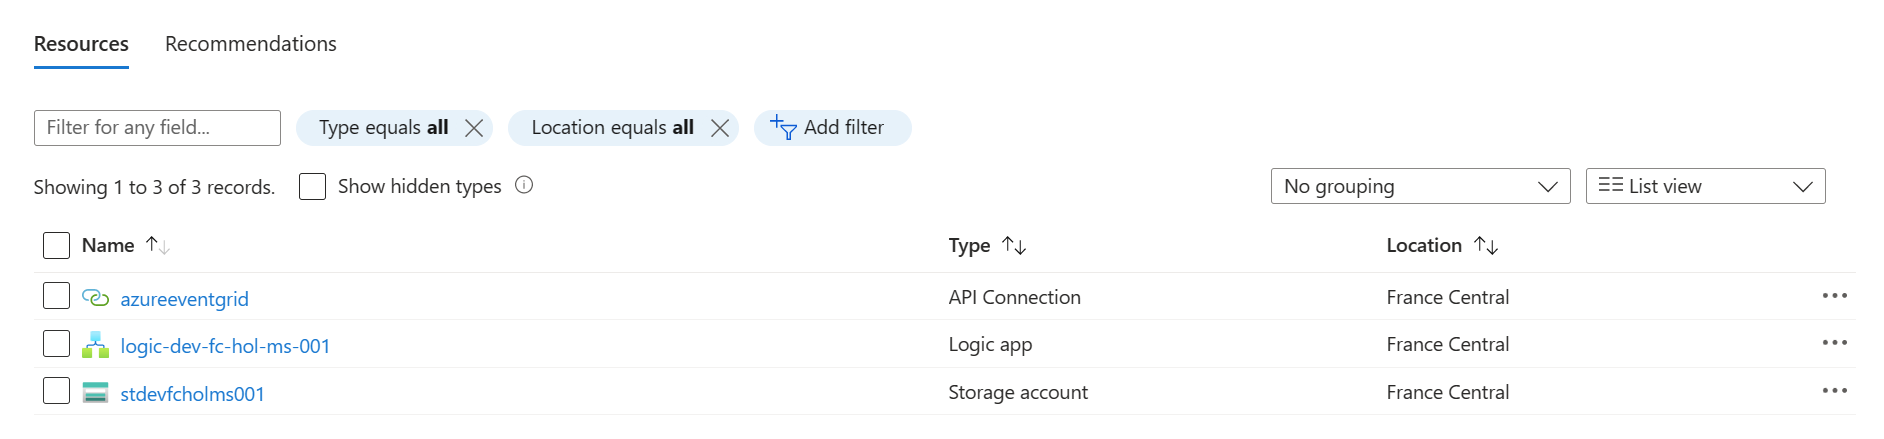 Resources Recommendations
Filter for any field... Type equals all Location equals all Add filter
Showing 1 to 3 of 3 records. Show hidden types No grouping List view
Name Type Location
azureeventgrid API Connection France Central
logic-dev-fc-hol-ms-001 Logic app France Central
stdevfcholms001 Storage account France Central